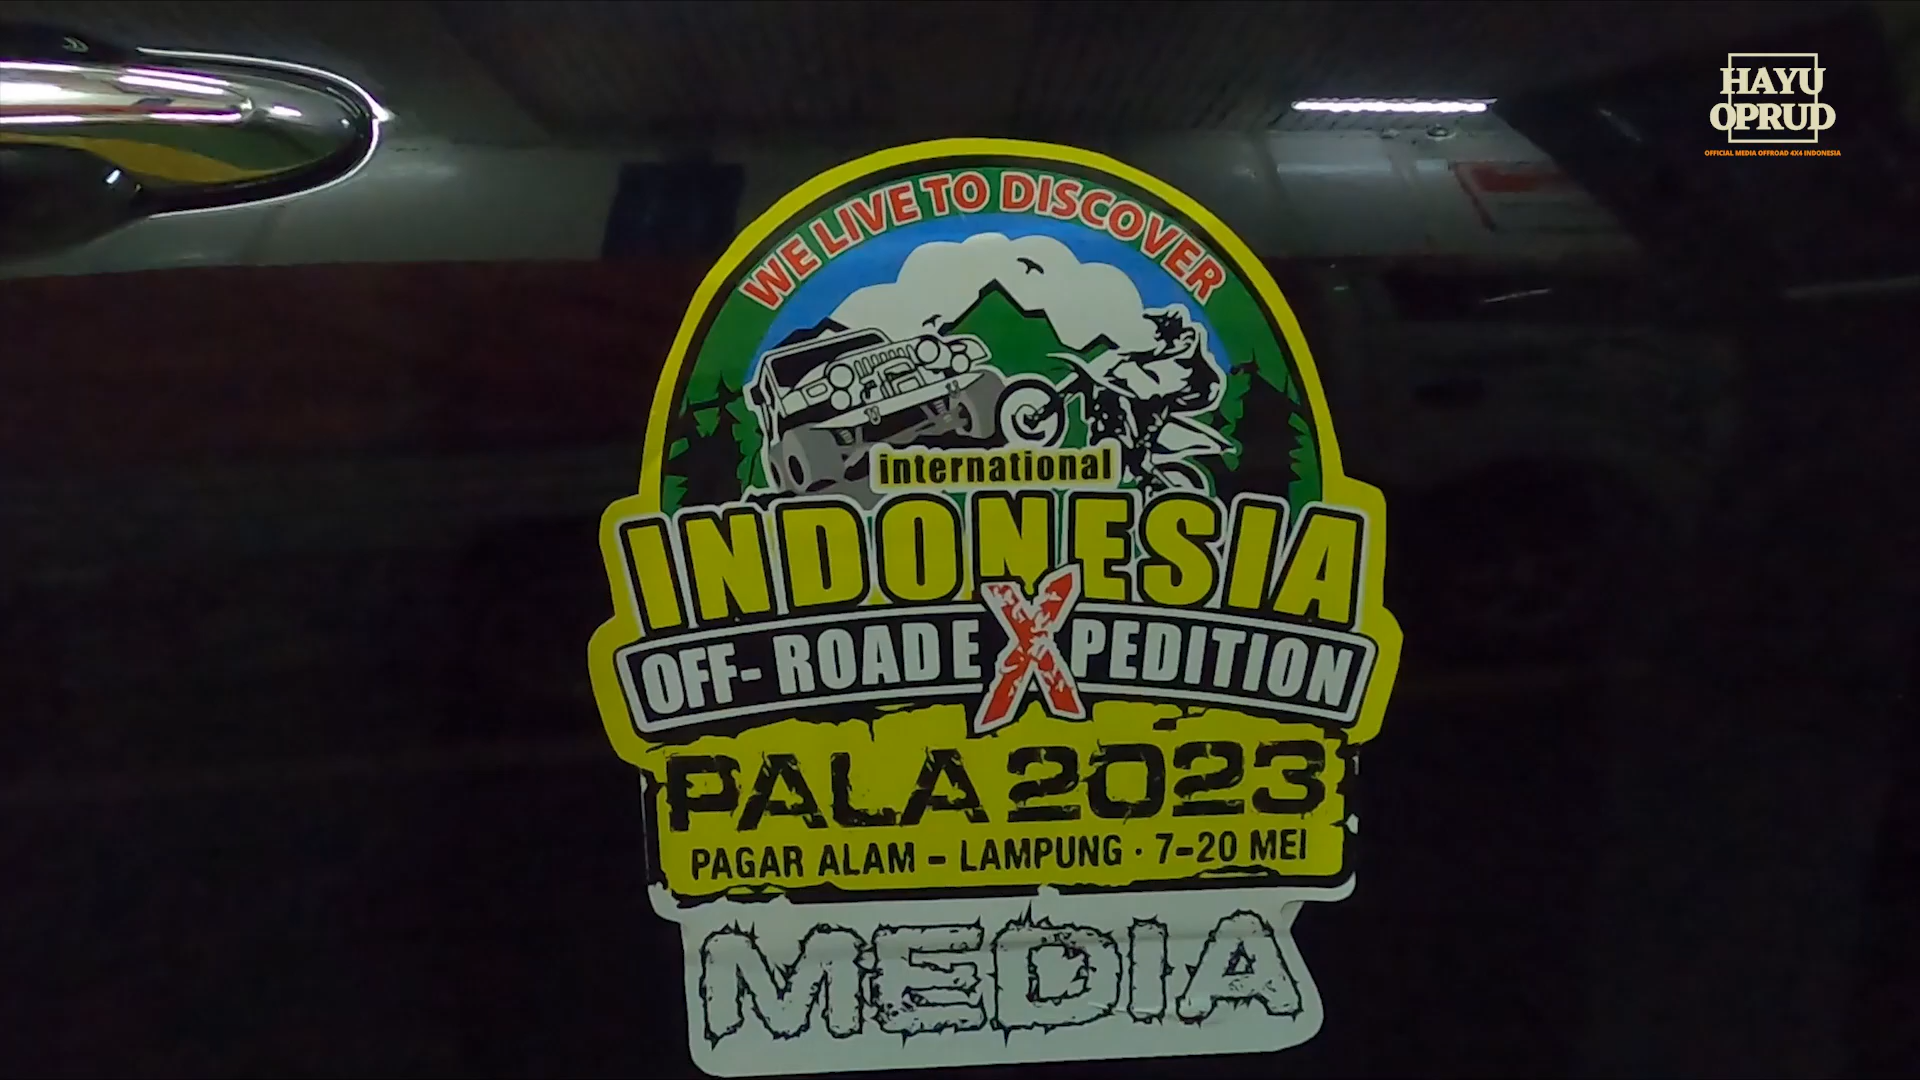 HAYU
OPRUD
OFFICIAL MEDIA OFFROAD 4X4 INDONESIA
WE LIVE TO DISCOVER
international
INDONESIA
OFF-ROAD EXPEDITION
PALA 2023
PAGAR ALAM - LAMPUNG · 7-20 MEI
MEDIA